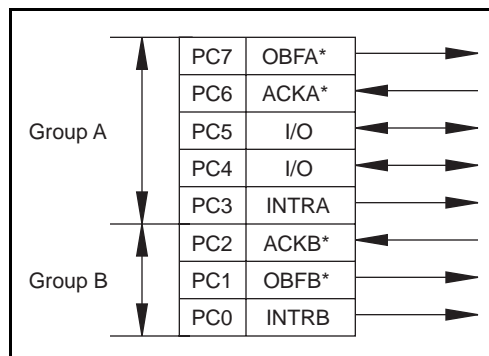 PC7 OBFA*
PC6 ACKA*
Group A PC5 I/O
PC4 I/O
PC3 INTRA
PC2 ACKB*
Group B PC1 OBFB*
PC0 INTRB